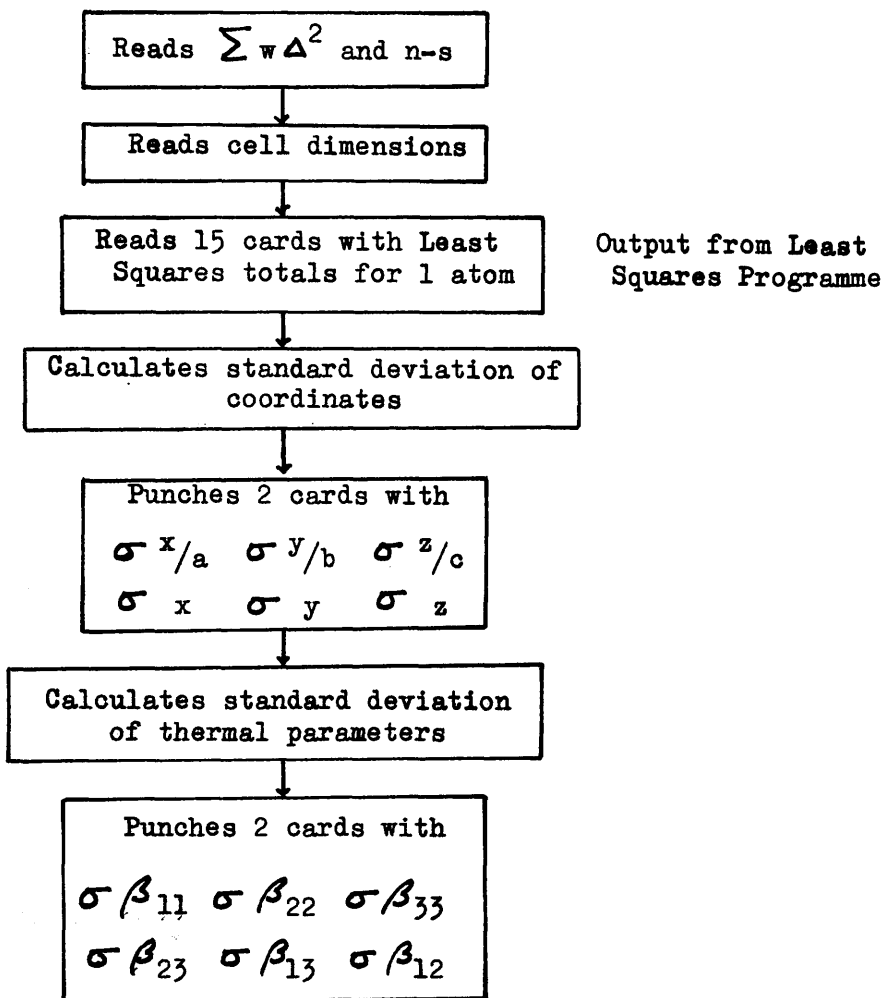 Reads ∑ w Δ² and n-s
Reads cell dimensions
Reads 15 cards with Least
Squares totals for 1 atom
Output from Least
Squares Programme
Calculates standard deviation of
coordinates
Punches 2 cards with
σ x/a σ y/b σ z/c
σ x σ y σ z
Calculates standard deviation
of thermal parameters
Punches 2 cards with
σ β₁₁ σ β₂₂ σ β₃₃
σ β₂₃ σ β₁₃ σ β₁₂